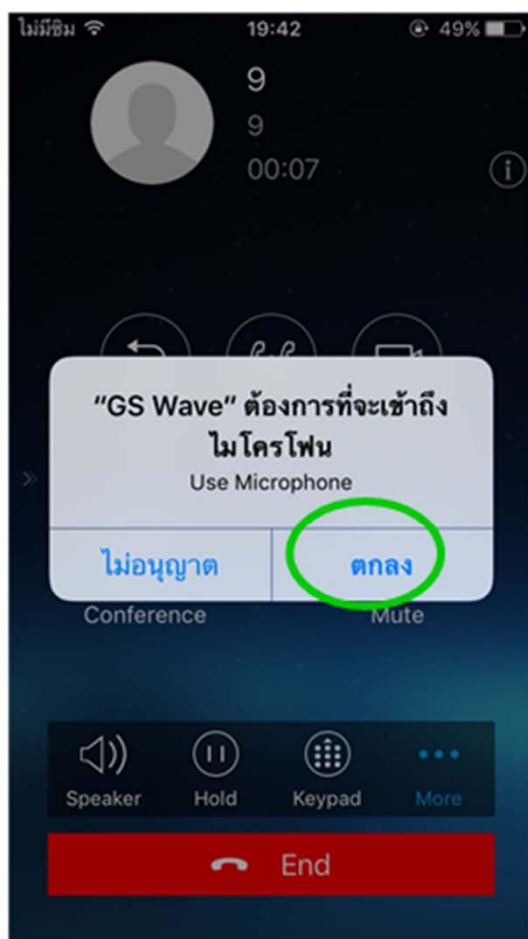 ไม่มีซิม 19:42 49%
9
9
00:07
"GS Wave" ต้องการที่จะเข้าถึง
ไมโครโฟน
Use Microphone
ไม่อนุญาต ตกลง
Conference Mute
Speaker Hold Keypad More
End